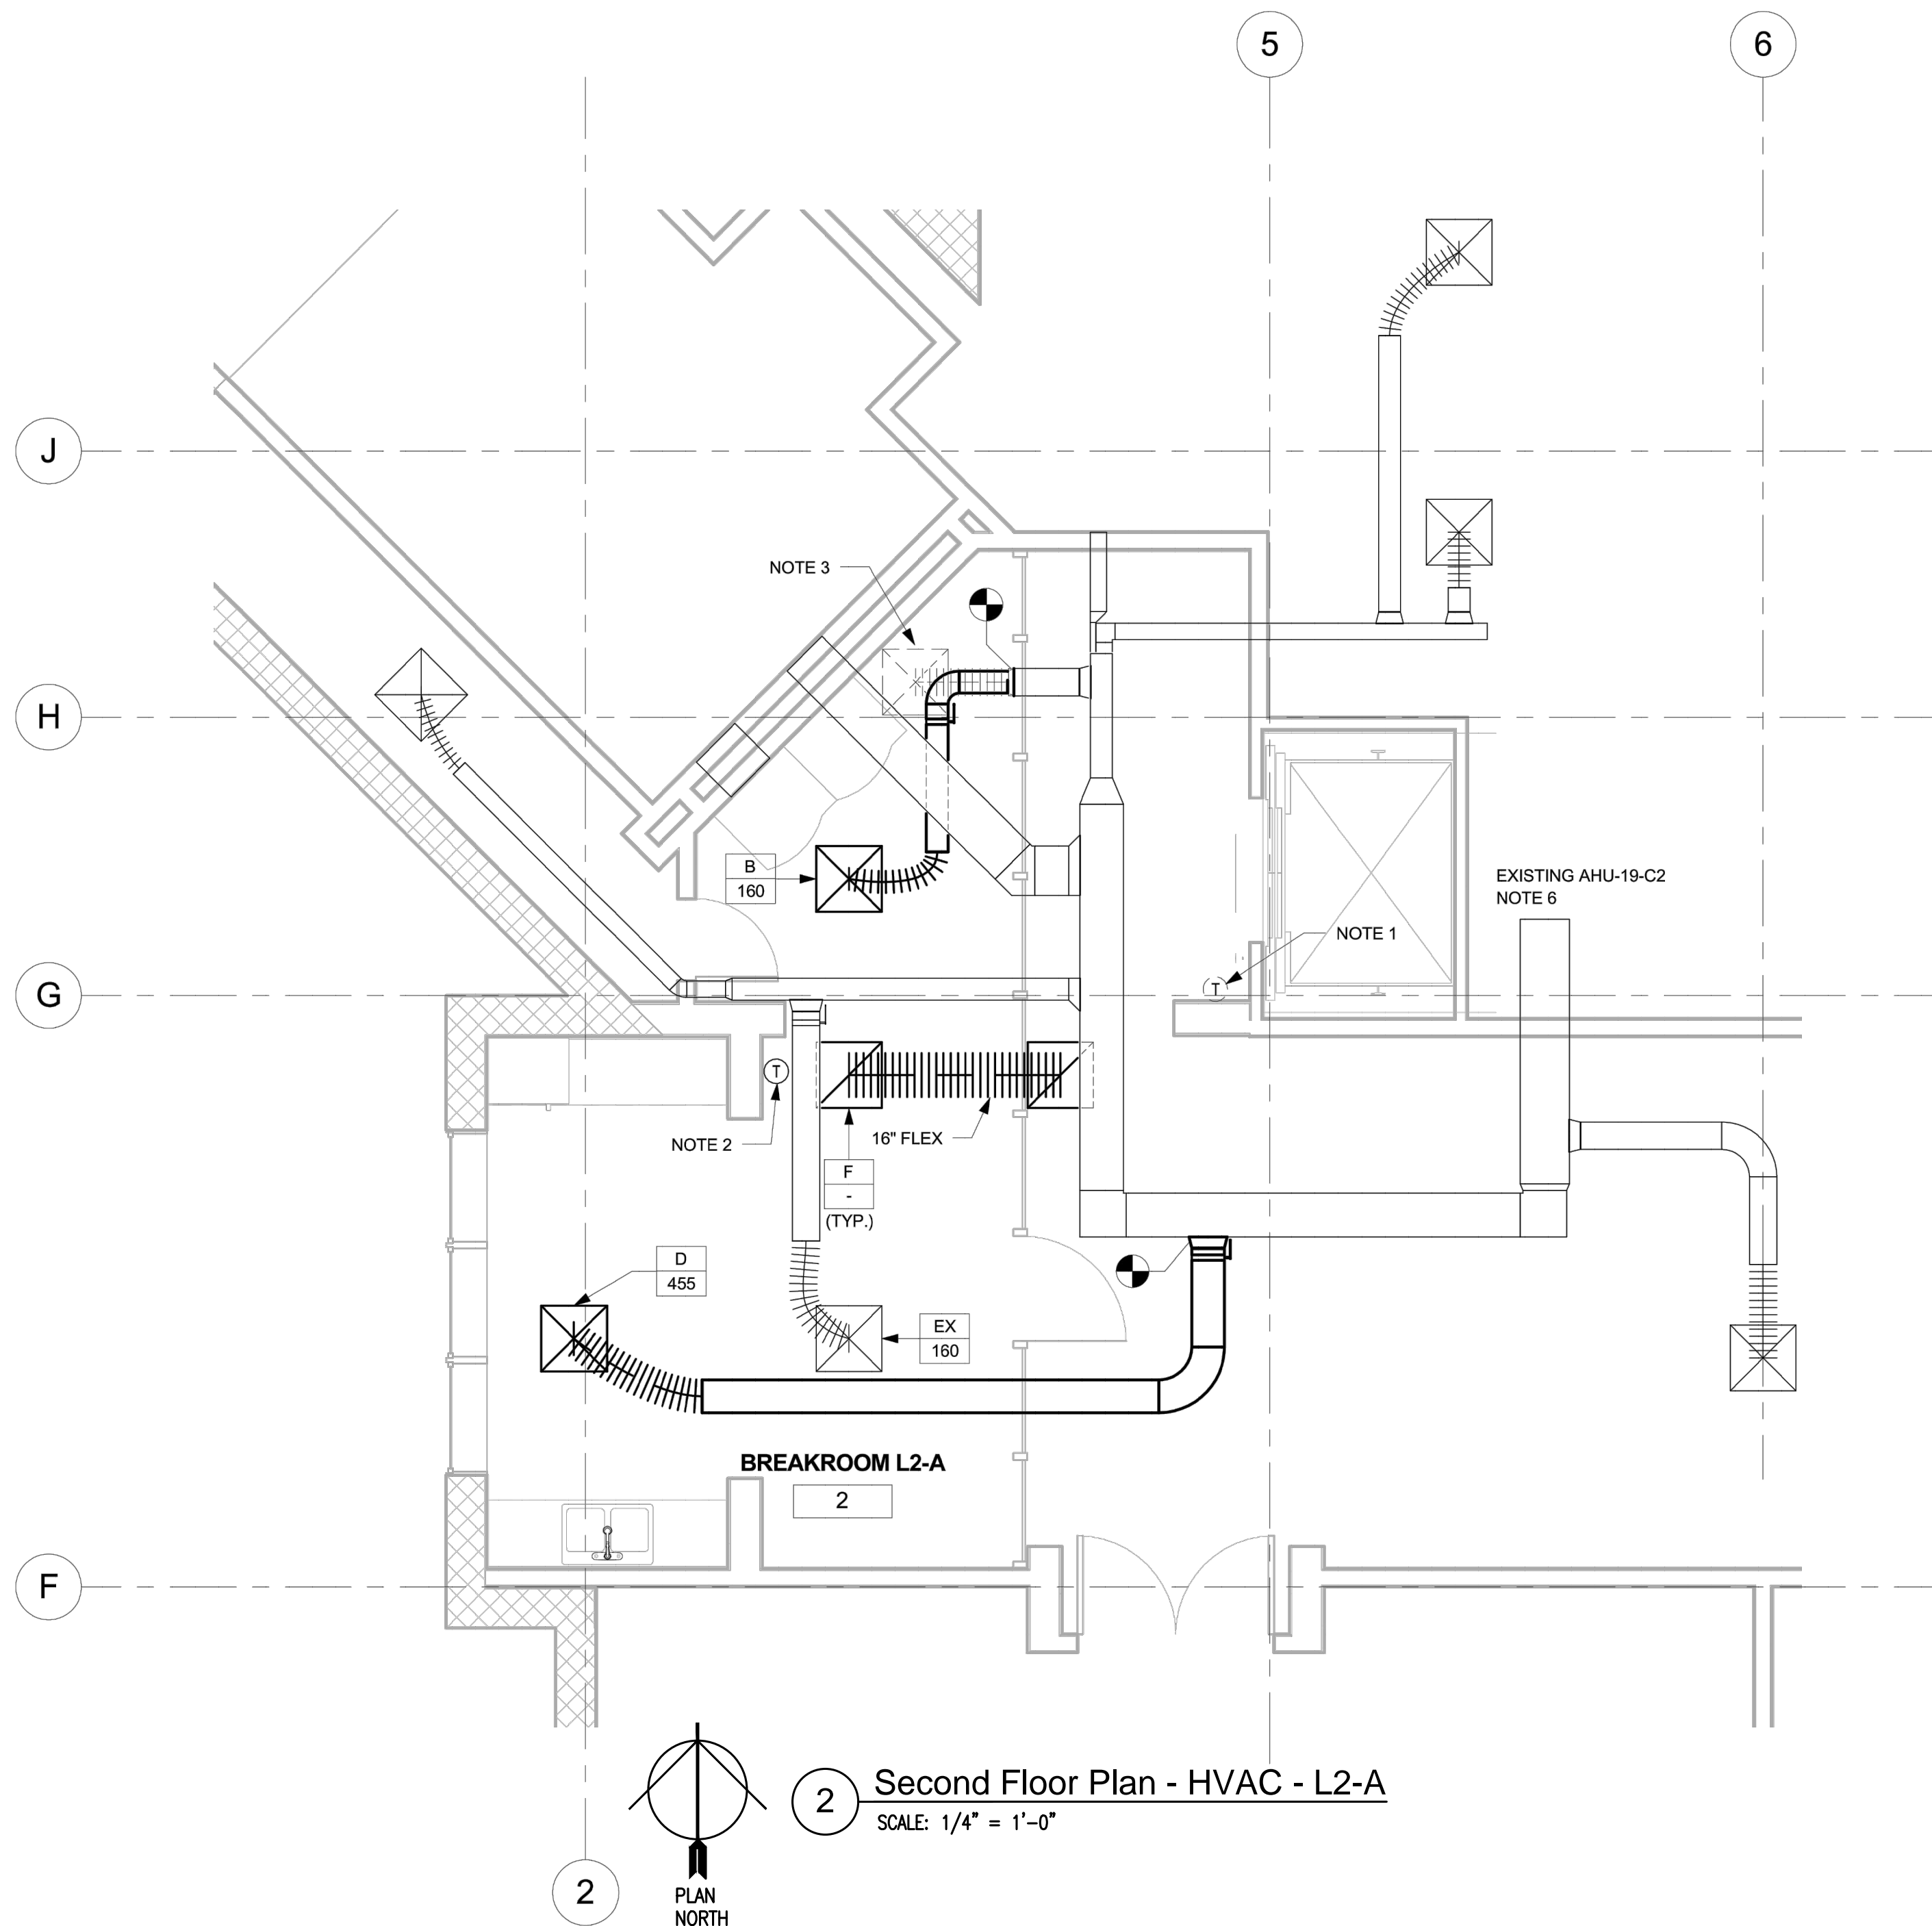 5
6
J
NOTE 3
H
B
160
EXISTING AHU-19-C2
NOTE 6
NOTE 1
G
T
T
NOTE 2
16" FLEX
F
-
(TYP.)
D
455
EX
160
BREAKROOM L2-A
2
F
2
Second Floor Plan - HVAC - L2-A
SCALE: 1/4" = 1'-0"
2
PLAN
NORTH